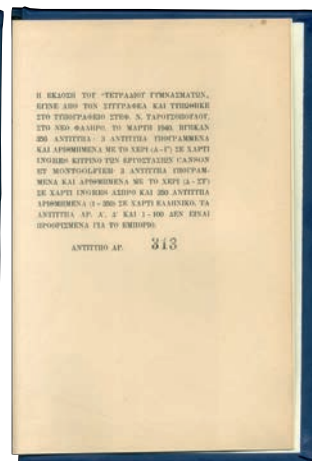 Η ΕΚΔΟΣΗ ΤΟΥ "ΤΕΤΡΑΔΙΟΥ ΓΥΜΝΑΣΜΑΤΩΝ„
ΕΓΙΝΕ ΑΠΟ ΤΟΝ ΣΥΓΓΡΑΦΕΑ ΚΑΙ ΤΥΠΩΘΗΚΕ
ΣΤΟ ΤΥΠΟΓΡΑΦΕΙΟ ΣΤΕΦ. Ν. ΤΑΡΟΥΣΟΠΟΥΛΟΥ,
ΣΤΟ ΝΕΟ ΦΑΛΗΡΟ, ΤΟ ΜΑΡΤΗ 1940. ΒΓΗΚΑΝ
356 ΑΝΤΙΤΥΠΑ· 3 ΑΝΤΙΤΥΠΑ ΥΠΟΓΡΑΜΜΕΝΑ
ΚΑΙ ΑΡΙΘΜΗΜΕΝΑ ΜΕ ΤΟ ΧΕΡΙ (Α - Γ') ΣΕ ΧΑΡΤΙ
INGRES ΚΙΤΡΙΝΟ ΤΩΝ ΕΡΓΟΣΤΑΣΙΩΝ CANSON
ET MONTGOLFIER· 3 ΑΝΤΙΤΥΠΑ ΥΠΟΓΡΑΜ-
ΜΕΝΑ ΚΑΙ ΑΡΙΘΜΗΜΕΝΑ ΜΕ ΤΟ ΧΕΡΙ (Δ - ΣΤ')
ΣΕ ΧΑΡΤΙ INGRES ΑΣΠΡΟ ΚΑΙ 350 ΑΝΤΙΤΥΠΑ
ΑΡΙΘΜΗΜΕΝΑ (1 - 350) ΣΕ ΧΑΡΤΙ ΕΛΛΗΝΙΚΟ. ΤΑ
ΑΝΤΙΤΥΠΑ ΑΡ. Α', Δ' ΚΑΙ 1 - 100 ΔΕΝ ΕΙΝΑΙ
ΠΡΟΟΡΙΣΜΕΝΑ ΓΙΑ ΤΟ ΕΜΠΟΡΙΟ.
ΑΝΤΙΤΥΠΟ ΑΡ. 313